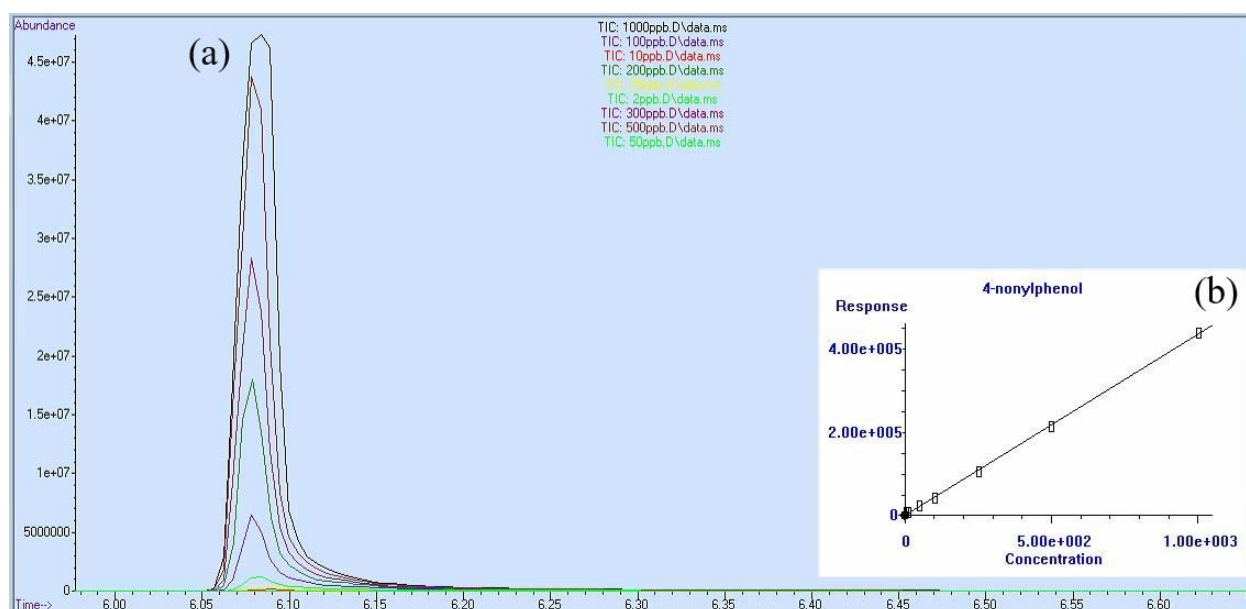 Abundance
(a)
TIC: 1000ppb.D\data.ms
TIC: 100ppb.D\data.ms
TIC: 10ppb.D\data.ms
TIC: 200ppb.D\data.ms
TIC: 2ppb.D\data.ms
TIC: 300ppb.D\data.ms
TIC: 500ppb.D\data.ms
TIC: 50ppb.D\data.ms
4.5e+07
4e+07
3.5e+07
3e+07
2.5e+07
2e+07
1.5e+07
1e+07
5000000
0
Time-->
6.00 6.05 6.10 6.15 6.20 6.25 6.30 6.35 6.40 6.45 6.50 6.55 6.60
4-nonylphenol
(b)
Response
4.00e+005
2.00e+005
0
0 5.00e+002 1.00e+003
Concentration